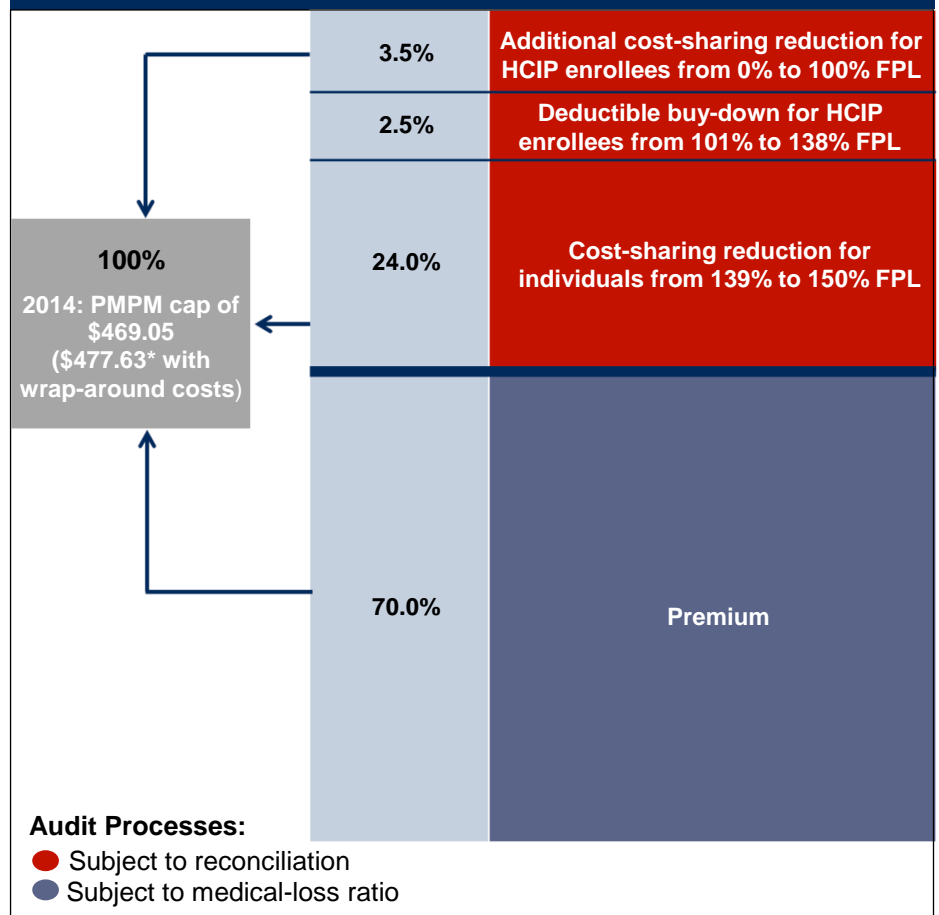 3.5%
Additional cost-sharing reduction for
HCIP enrollees from 0% to 100% FPL
2.5%
Deductible buy-down for HCIP
enrollees from 101% to 138% FPL
24.0%
Cost-sharing reduction for
individuals from 139% to 150% FPL
100%
2014: PMPM cap of
$469.05
($477.63* with
wrap-around costs)
70.0%
Premium
Audit Processes:
Subject to reconciliation
Subject to medical-loss ratio